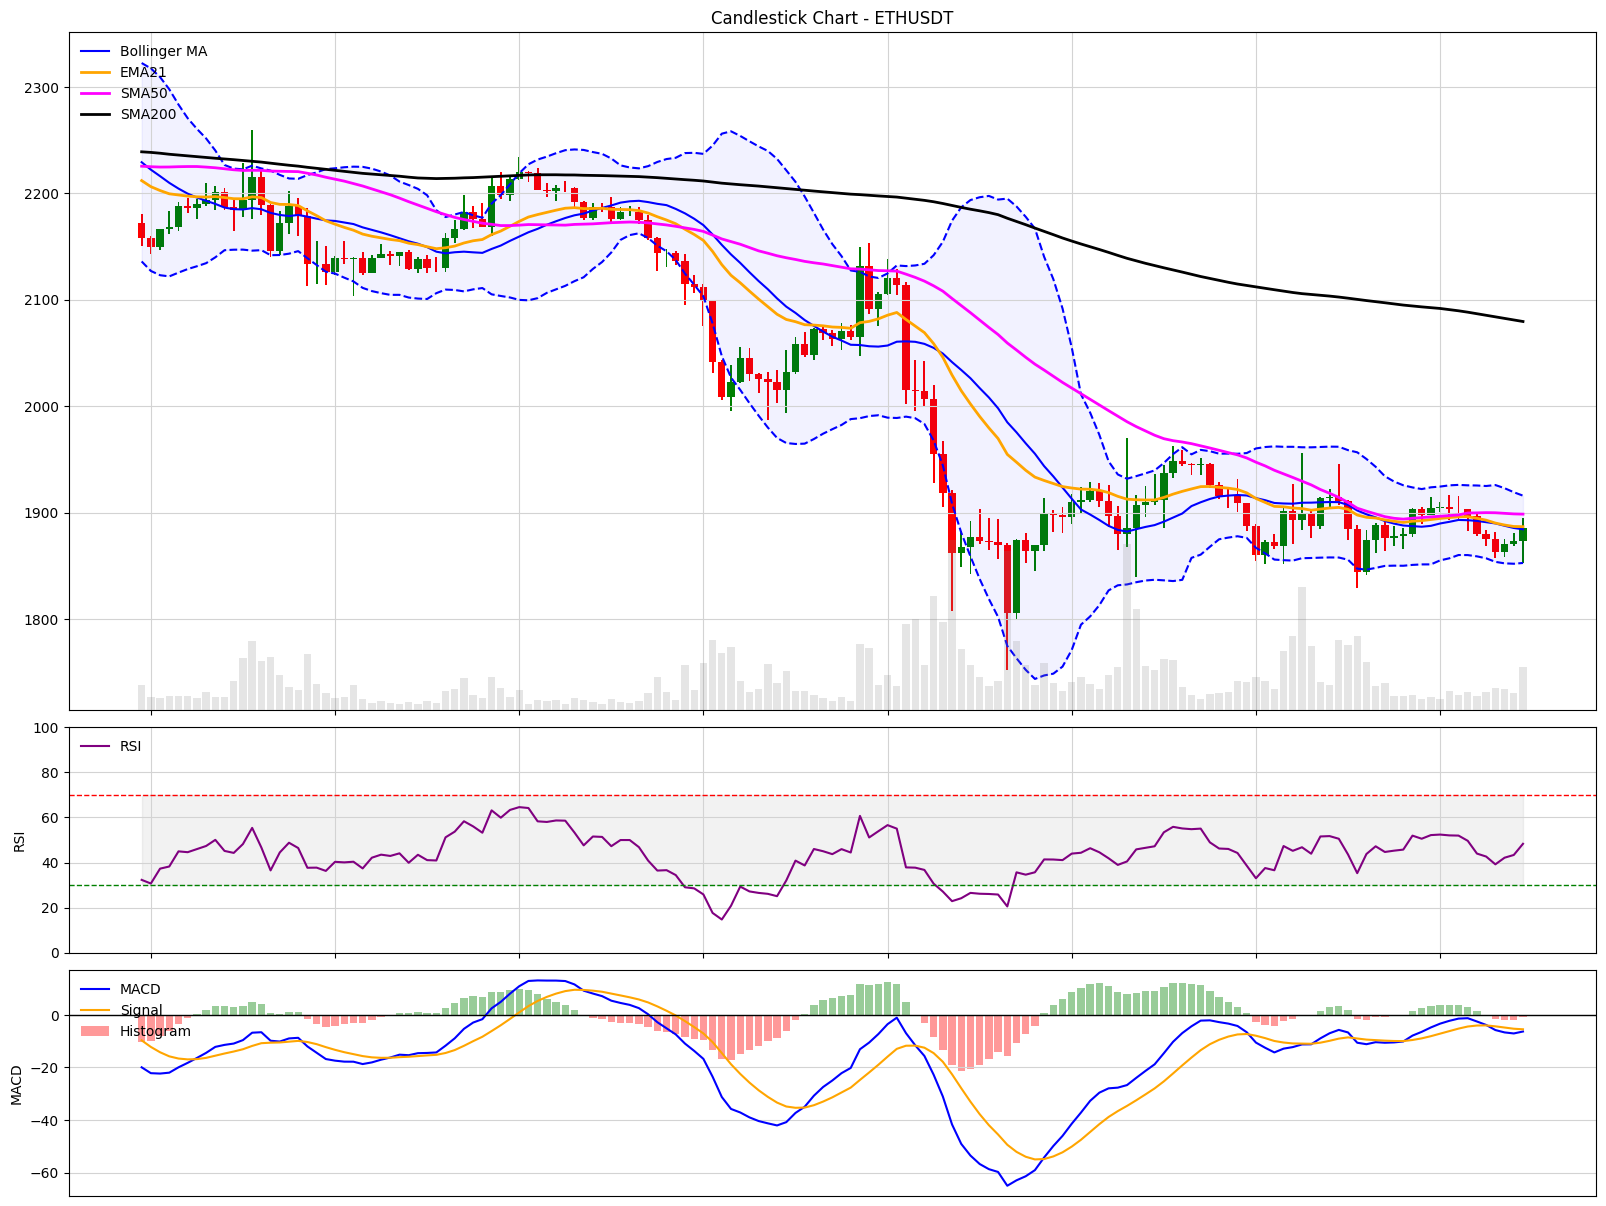 Candlestick Chart - ETHUSDT
Bollinger MA
EMA21
SMA50
SMA200
2300
2200
2100
2000
1900
1800
RSI
100
80
60
40
20
0
RSI
MACD
Signal
Histogram
0
−20
−40
−60
MACD